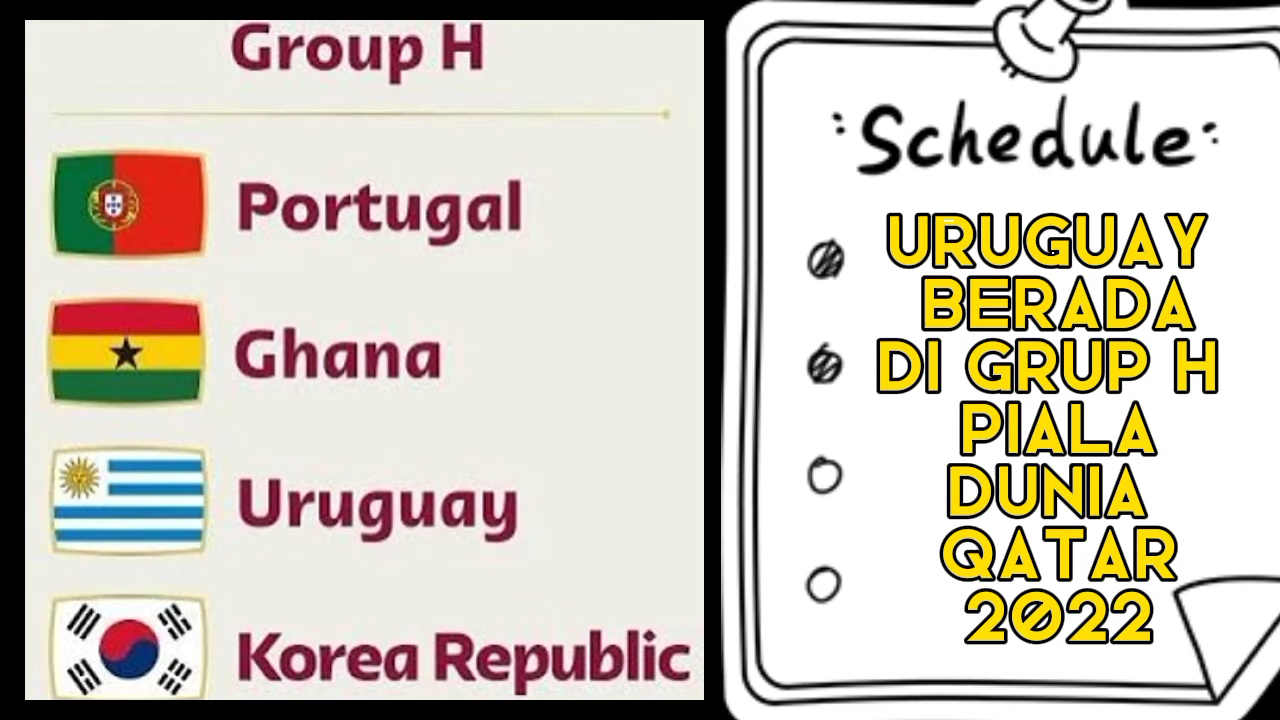 Group H
Portugal
Ghana
Uruguay
Korea Republic
Schedule
URUGUAY
BERADA
DI GRUP H
PIALA
DUNIA
QATAR
2022